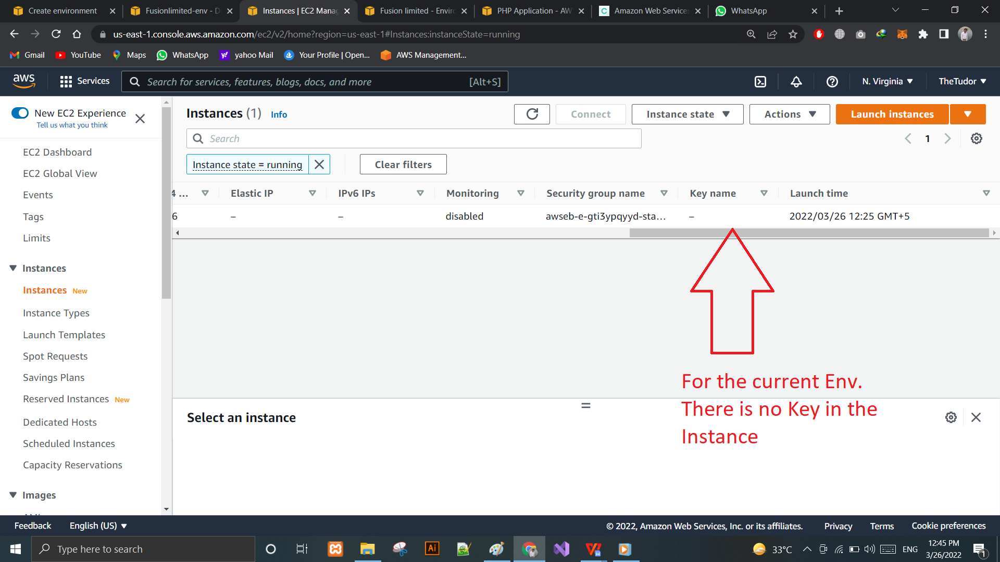 Create environment
Fusionlimited-env - D
Instances | EC2 Manag
Fusion limited - Enviro
PHP Application - AW
Amazon Web Services
WhatsApp
us-east-1.console.aws.amazon.com/ec2/v2/home?region=us-east-1#Instances:instanceState=running
Gmail
YouTube
Maps
WhatsApp
yahoo Mail
Your Profile | Open...
AWS Management...
aws
Services
Search for services, features, blogs, docs, and more
[Alt+S]
N. Virginia
TheTudor
New EC2 Experience
Tell us what you think
EC2 Dashboard
EC2 Global View
Events
Tags
Limits
Instances
Instances New
Instance Types
Launch Templates
Spot Requests
Savings Plans
Reserved Instances New
Dedicated Hosts
Scheduled Instances
Capacity Reservations
Images
Instances (1) Info
Connect
Instance state
Actions
Launch instances
Search
1
Instance state = running
Clear filters
4 ...
Elastic IP
IPv6 IPs
Monitoring
Security group name
Key name
Launch time
6
–
–
disabled
awseb-e-gti3ypqyyd-sta...
–
2022/03/26 12:25 GMT+5
For the current Env.
There is no Key in the
Instance
Select an instance
Feedback
English (US)
© 2022, Amazon Web Services, Inc. or its affiliates.
Privacy
Terms
Cookie preferences
Type here to search
Ai
33°C
ENG
12:45 PM
3/26/2022
1